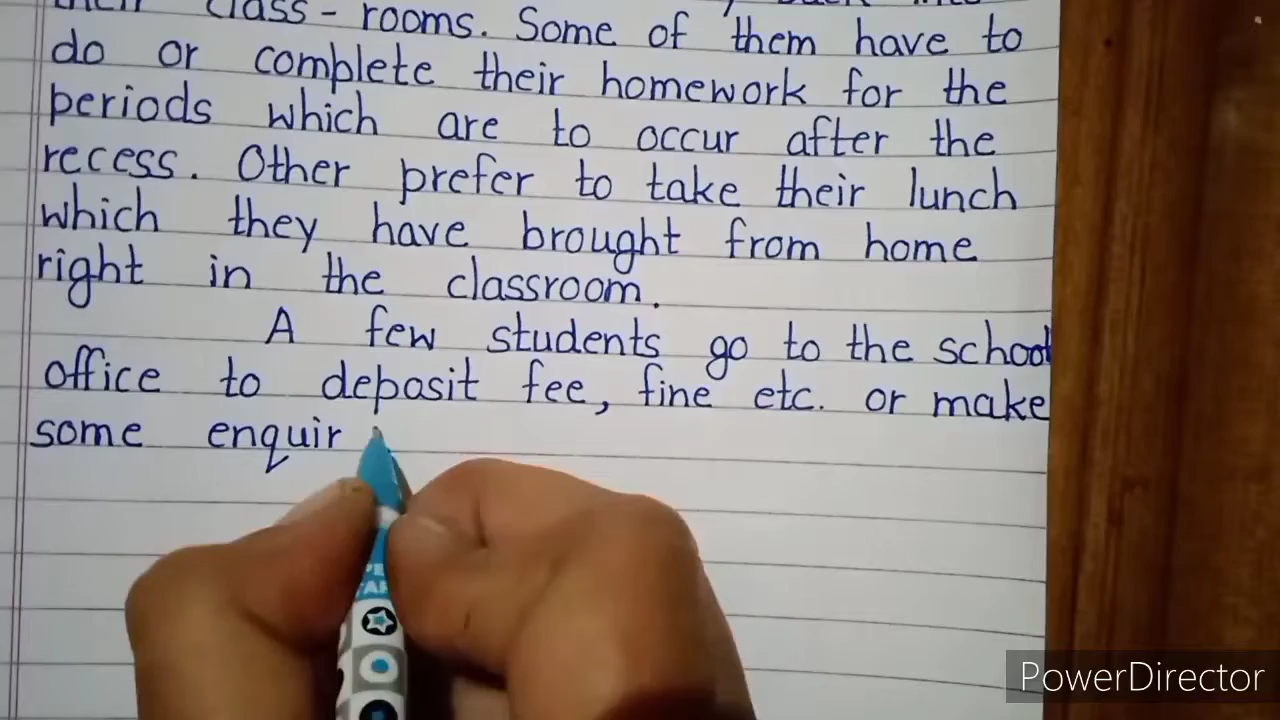 their class - rooms. Some of them have to
do or complete their homework for the
periods which are to occur after the
recess. Other prefer to take their lunch
which they have brought from home
right in the classroom.
A few students go to the school
office to deposit fee, fine etc. or make
some enquir
PowerDirector